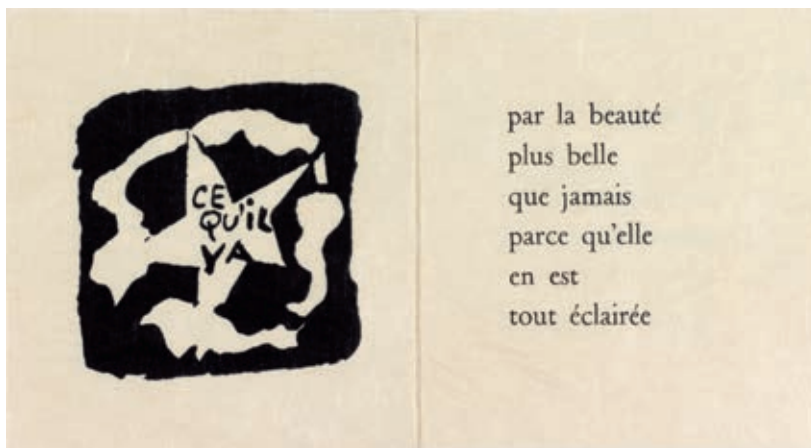 CE
QU'iL
YA
par la beauté
plus belle
que jamais
parce qu'elle
en est
tout éclairée